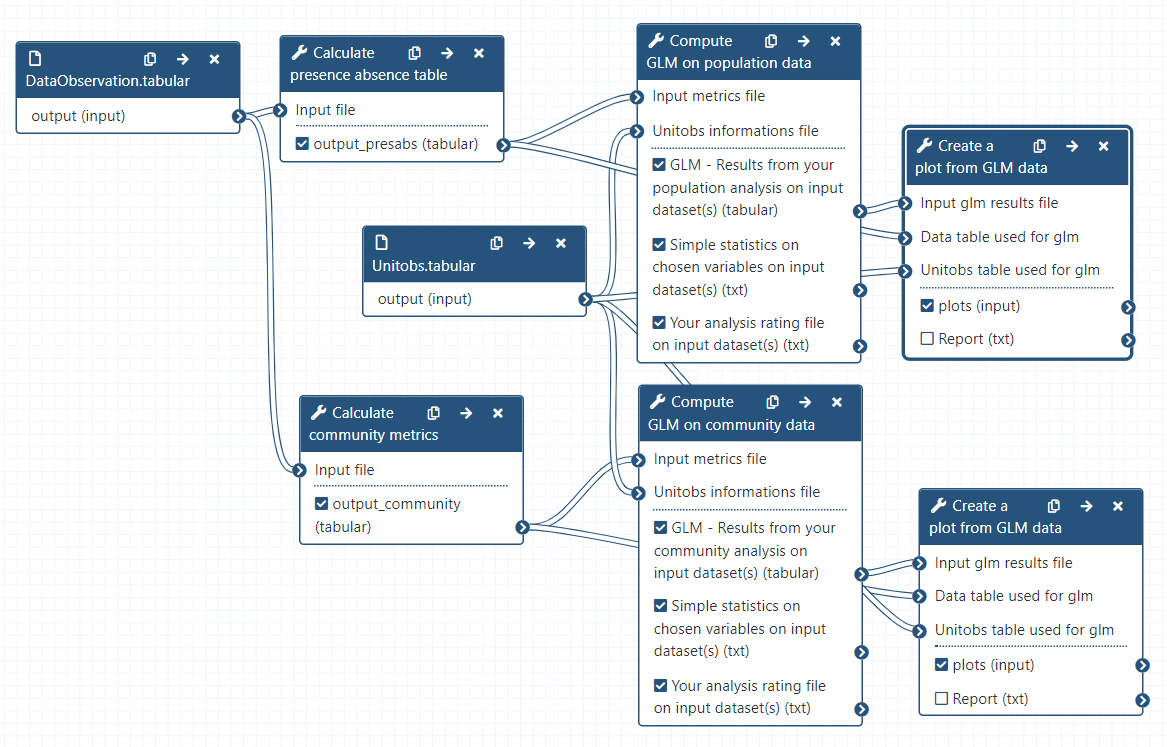 DataObservation.tabular
output (input)
Calculate
presence absence table
Input file
output_presabs (tabular)
Unitobs.tabular
output (input)
Calculate
community metrics
Input file
output_community
(tabular)
Compute
GLM on population data
Input metrics file
Unitobs informations file
GLM - Results from your
population analysis on input
dataset(s) (tabular)
Simple statistics on
chosen variables on input
dataset(s) (txt)
Your analysis rating file
on input dataset(s) (txt)
Compute
GLM on community data
Input metrics file
Unitobs informations file
GLM - Results from your
community analysis on
input dataset(s) (tabular)
Simple statistics on
chosen variables on input
dataset(s) (txt)
Your analysis rating file
on input dataset(s) (txt)
Create a
plot from GLM data
Input glm results file
Data table used for glm
Unitobs table used for glm
plots (input)
Report (txt)
Create a
plot from GLM data
Input glm results file
Data table used for glm
Unitobs table used for glm
plots (input)
Report (txt)